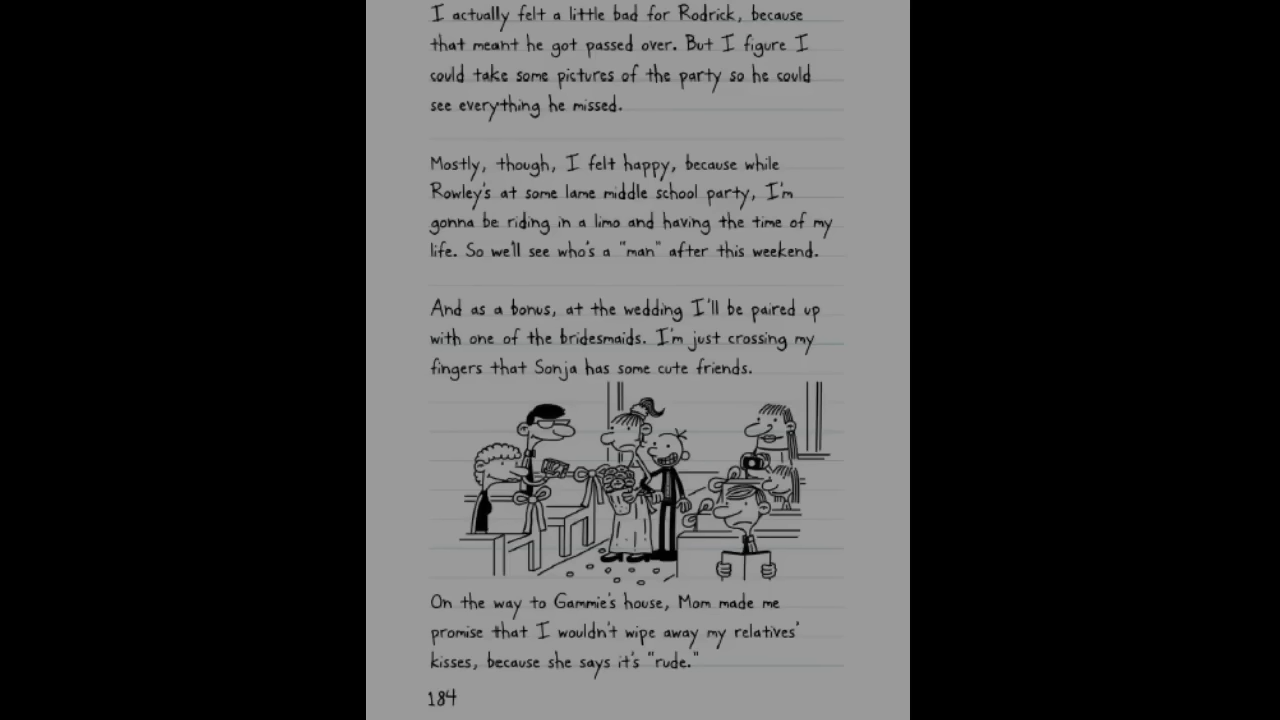 I actually felt a little bad for Rodrick, because
that meant he got passed over. But I figure I
could take some pictures of the party so he could
see everything he missed.
Mostly, though, I felt happy, because while
Rowley's at some lame middle school party, I'm
gonna be riding in a limo and having the time of my
life. So we'll see who's a "man" after this weekend.
And as a bonus, at the wedding I'll be paired up
with one of the bridesmaids. I'm just crossing my
fingers that Sonja has some cute friends.
On the way to Gammie's house, Mom made me
promise that I wouldn't wipe away my relatives'
kisses, because she says it's "rude."
184